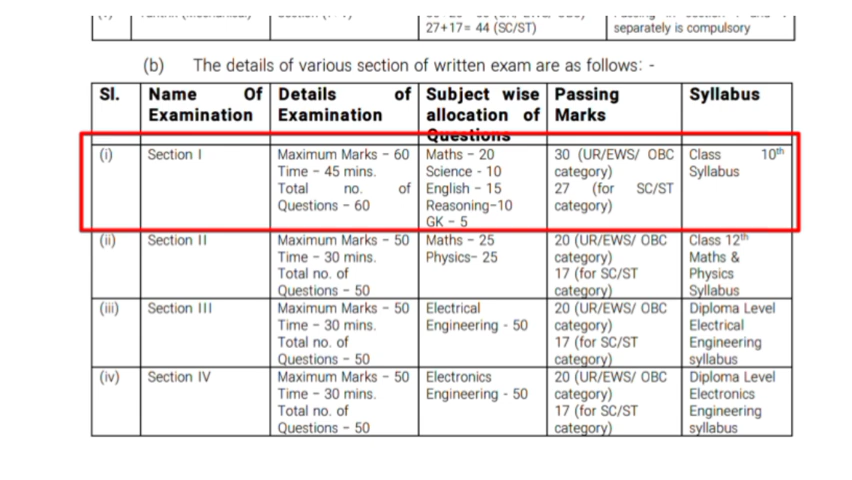 27+17= 44 (SC/ST)
separately is compulsory
(b) The details of various section of written exam are as follows: -
Sl. Name Of Examination Details of Examination Subject wise allocation of Questions Passing Marks Syllabus
(i) Section I
Maximum Marks – 60
Time – 45 mins.
Total no. of
Questions – 60
Maths – 20
Science - 10
English – 15
Reasoning–10
GK – 5
30 (UR/EWS/ OBC
category)
27 (for SC/ST
category)
Class 10th
Syllabus
(ii) Section II
Maximum Marks – 50
Time – 30 mins.
Total no. of
Questions – 50
Maths – 25
Physics– 25
20 (UR/EWS/ OBC
category)
17 (for SC/ST
category)
Class 12th
Maths &
Physics
Syllabus
(iii) Section III
Maximum Marks – 50
Time – 30 mins.
Total no. of
Questions – 50
Electrical
Engineering - 50
20 (UR/EWS/ OBC
category)
17 (for SC/ST
category)
Diploma Level
Electrical
Engineering
syllabus
(iv) Section IV
Maximum Marks – 50
Time – 30 mins.
Total no. of
Questions – 50
Electronics
Engineering - 50
20 (UR/EWS/ OBC
category)
17 (for SC/ST
category)
Diploma Level
Electronics
Engineering
syllabus